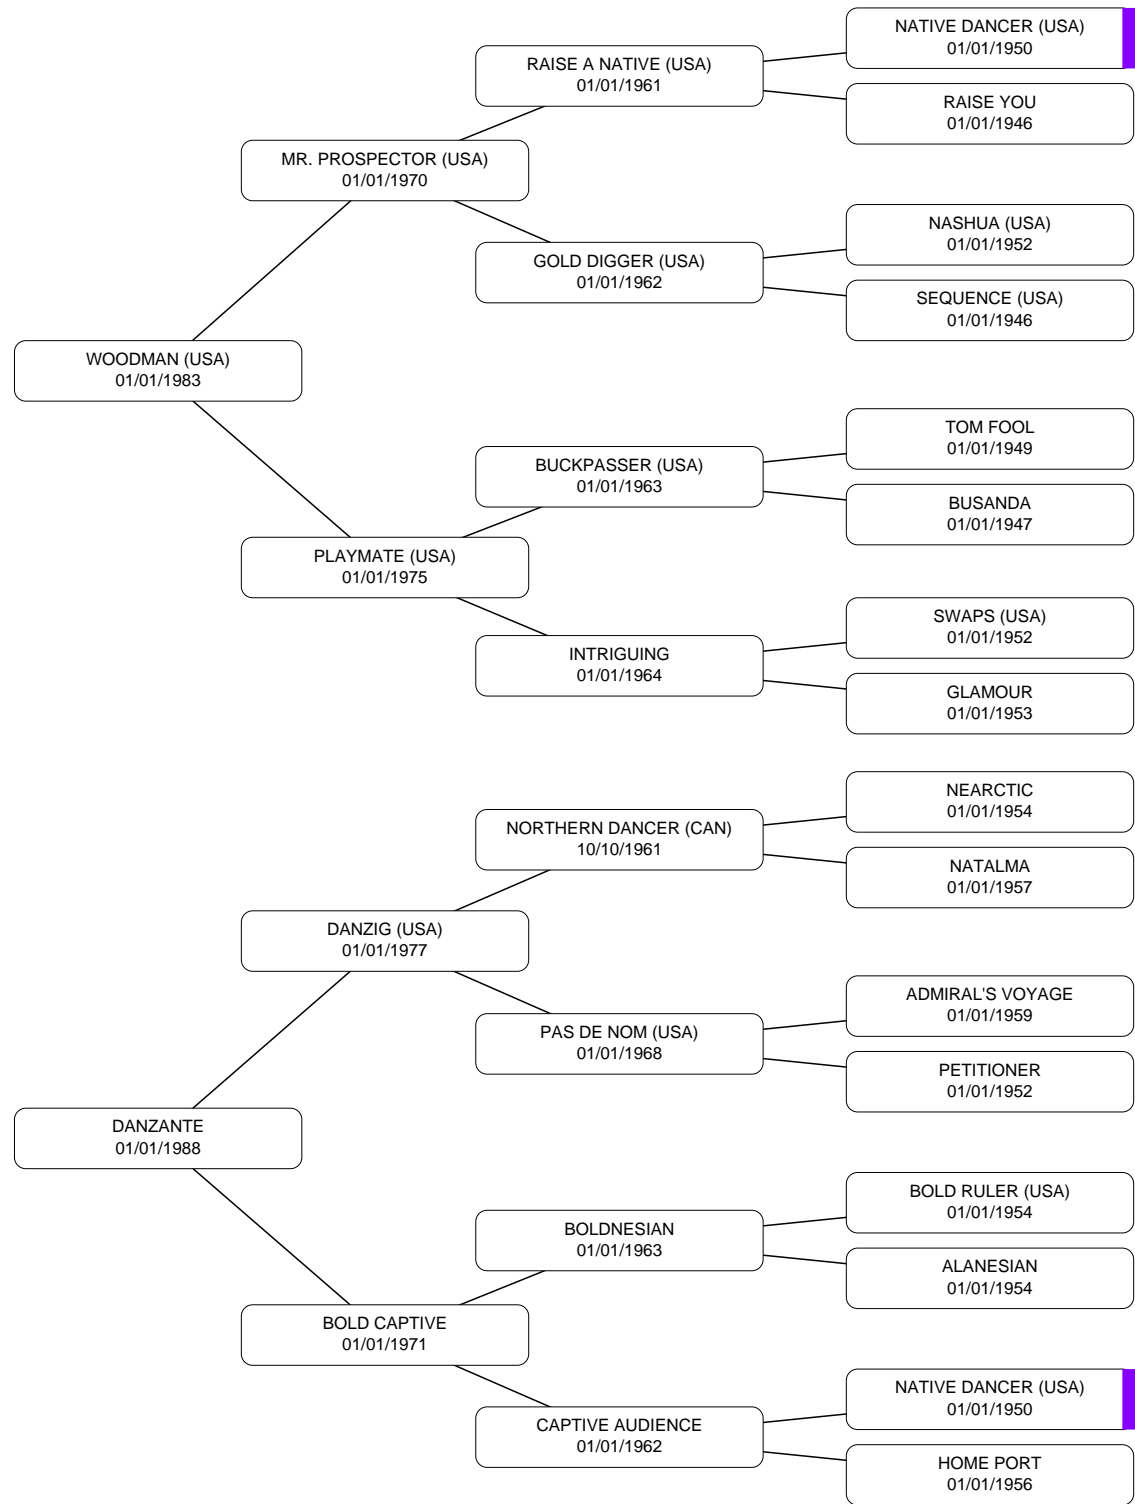 NATIVE DANCER (USA)
01/01/1950
RAISE A NATIVE (USA)
01/01/1961
RAISE YOU
01/01/1946
MR. PROSPECTOR (USA)
01/01/1970
NASHUA (USA)
01/01/1952
GOLD DIGGER (USA)
01/01/1962
SEQUENCE (USA)
01/01/1946
WOODMAN (USA)
01/01/1983
TOM FOOL
01/01/1949
BUCKPASSER (USA)
01/01/1963
BUSANDA
01/01/1947
PLAYMATE (USA)
01/01/1975
SWAPS (USA)
01/01/1952
INTRIGUING
01/01/1964
GLAMOUR
01/01/1953
NEARCTIC
01/01/1954
NORTHERN DANCER (CAN)
10/10/1961
NATALMA
01/01/1957
DANZIG (USA)
01/01/1977
ADMIRAL'S VOYAGE
01/01/1959
PAS DE NOM (USA)
01/01/1968
PETITIONER
01/01/1952
DANZANTE
01/01/1988
BOLD RULER (USA)
01/01/1954
BOLDNESIAN
01/01/1963
ALANESIAN
01/01/1954
BOLD CAPTIVE
01/01/1971
NATIVE DANCER (USA)
01/01/1950
CAPTIVE AUDIENCE
01/01/1962
HOME PORT
01/01/1956